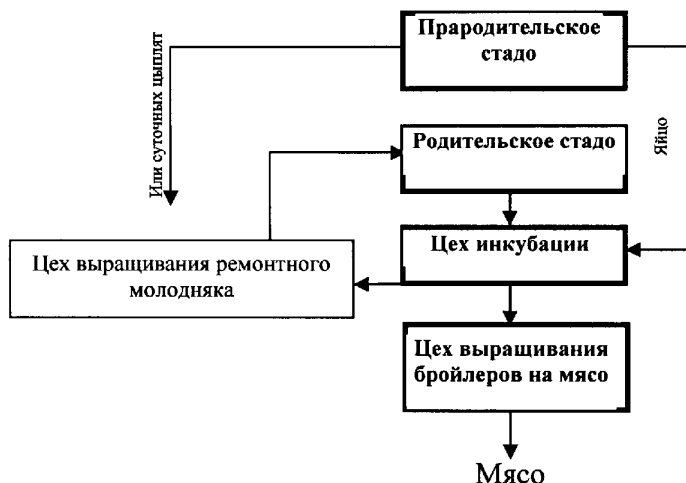 Прародительское
стадо
Или суточных цыплят
Яйцо
Родительское стадо
Цех инкубации
Цех выращивания ремонтного
молодняка
Цех выращивания
бройлеров на мясо
Мясо